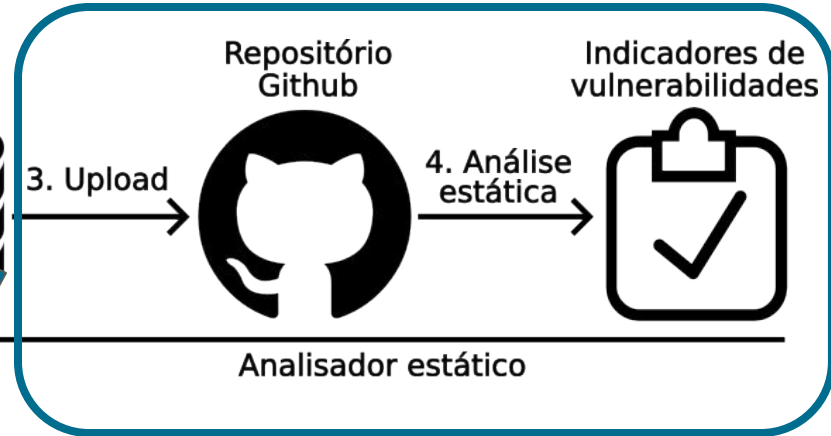 Repositório
Github
Indicadores de
vulnerabilidades
3. Upload
4. Análise
estática
Analisador estático